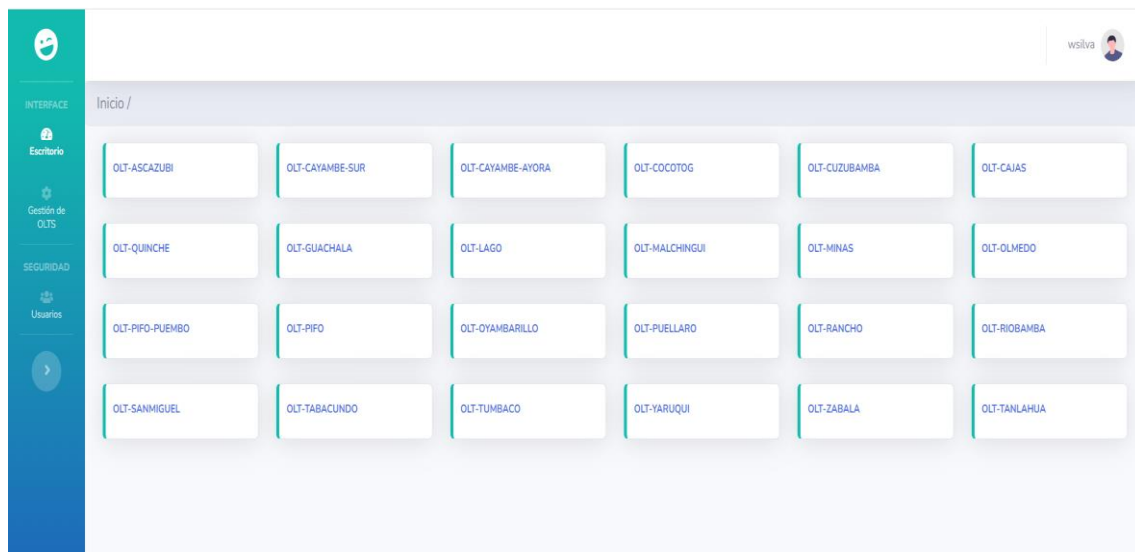 wsilva
INTERFACE
Escritorio
Gestión de
OLTS
SEGURIDAD
Usuarios
Inicio /
OLT-ASCAZUBI
OLT-CAYAMBE-SUR
OLT-CAYAMBE-AYORA
OLT-COCOTOG
OLT-CUZUBAMBA
OLT-CAJAS
OLT-QUINCHE
OLT-GUACHALA
OLT-LAGO
OLT-MALCHINGUI
OLT-MINAS
OLT-OLMEDO
OLT-PIFO-PUEMBO
OLT-PIFO
OLT-OYAMBARILLO
OLT-PUELLARO
OLT-RANCHO
OLT-RIOBAMBA
OLT-SANMIGUEL
OLT-TABACUNDO
OLT-TUMBACO
OLT-YARUQUI
OLT-ZABALA
OLT-TANLAHUA